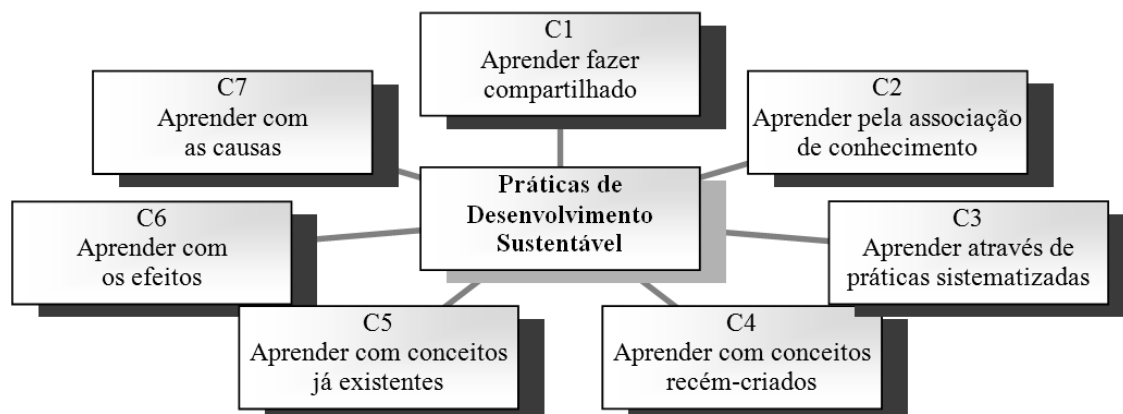 C1
Aprender fazer
compartilhado
C2
Aprender pela associação
de conhecimento
C3
Aprender através de
práticas sistematizadas
C4
Aprender com conceitos
recém-criados
C5
Aprender com conceitos
já existentes
C6
Aprender com
os efeitos
C7
Aprender com
as causas
Práticas de
Desenvolvimento
Sustentável